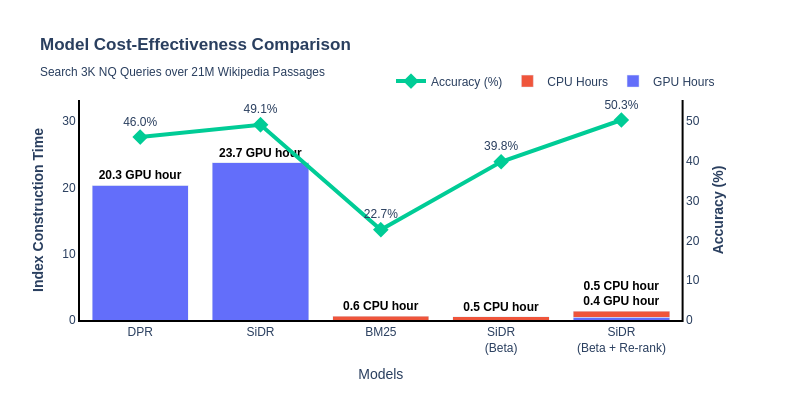 Model Cost-Effectiveness Comparison
Search 3K NQ Queries over 21M Wikipedia Passages
Accuracy (%) CPU Hours GPU Hours
Index Construction Time
30
20
10
0
46.0%
49.1%
22.7%
39.8%
50.3%
20.3 GPU hour
23.7 GPU hour
0.6 CPU hour
0.5 CPU hour
0.5 CPU hour
0.4 GPU hour
50
40
30
20
10
0
Accuracy (%)
DPR
SiDR
BM25
SiDR
(Beta)
SiDR
(Beta + Re-rank)
Models